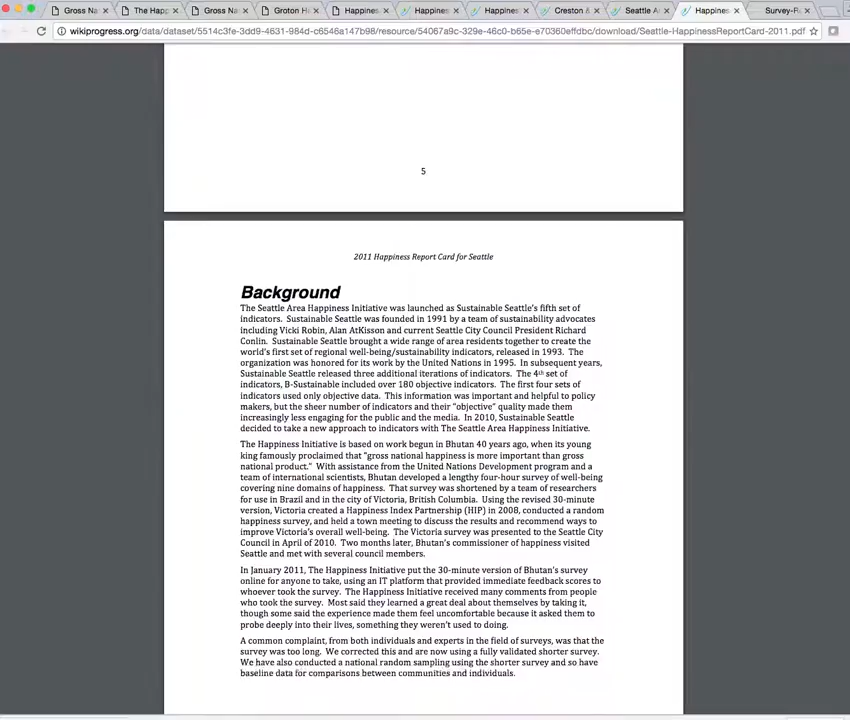 Gross Na
The Happ
Gross Na
Groton H
Happines
Happines
Happines
Creston &
Seattle A
Happines
Survey-R
wikiprogress.org/data/dataset/5514c3fe-3dd9-4631-984d-c6546a147b98/resource/54067a9c-329e-46c0-b65e-e70360effdbc/download/Seattle-HappinessReportCard-2011.pdf
5
2011 Happiness Report Card for Seattle
Background
The Seattle Area Happiness Initiative was launched as Sustainable Seattle's fifth set of
indicators. Sustainable Seattle was founded in 1991 by a team of sustainability advocates
including Vicki Robin, Alan AtKisson and current Seattle City Council President Richard
Conlin. Sustainable Seattle brought a wide range of area residents together to create the
world's first set of regional well-being/sustainability indicators, released in 1993. The
organization was honored for its work by the United Nations in 1995. In subsequent years,
Sustainable Seattle released three additional iterations of indicators. The 4th set of
indicators, B-Sustainable included over 180 objective indicators. The first four sets of
indicators used only objective data. This information was important and helpful to policy
makers, but the sheer number of indicators and their "objective" quality made them
increasingly less engaging for the public and the media. In 2010, Sustainable Seattle
decided to take a new approach to indicators with The Seattle Area Happiness Initiative.
The Happiness Initiative is based on work begun in Bhutan 40 years ago, when its young
king famously proclaimed that "gross national happiness is more important than gross
national product." With assistance from the United Nations Development program and a
team of international scientists, Bhutan developed a lengthy four-hour survey of well-being
covering nine domains of happiness. That survey was shortened by a team of researchers
for use in Brazil and in the city of Victoria, British Columbia. Using the revised 30-minute
version, Victoria created a Happiness Index Partnership (HIP) in 2008, conducted a random
happiness survey, and held a town meeting to discuss the results and recommend ways to
improve Victoria's overall well-being. The Victoria survey was presented to the Seattle City
Council in April of 2010. Two months later, Bhutan's commissioner of happiness visited
Seattle and met with several council members.
In January 2011, The Happiness Initiative put the 30-minute version of Bhutan's survey
online for anyone to take, using an IT platform that provided immediate feedback scores to
whoever took the survey. The Happiness Initiative received many comments from people
who took the survey. Most said they learned a great deal about themselves by taking it,
though some said the experience made them feel uncomfortable because it asked them to
probe deeply into their lives, something they weren't used to doing.
A common complaint, from both individuals and experts in the field of surveys, was that the
survey was too long. We corrected this and are now using a fully validated shorter survey.
We have also conducted a national random sampling using the shorter survey and so have
baseline data for comparisons between communities and individuals.